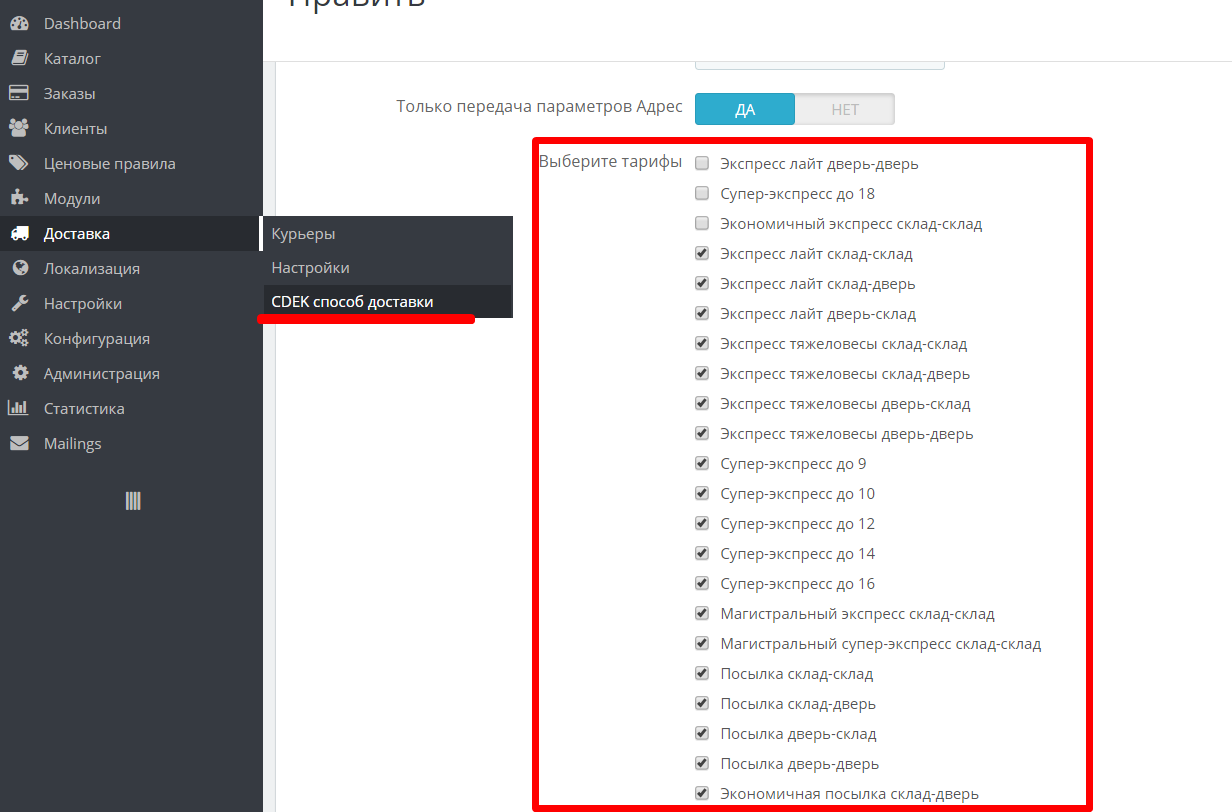 Править
Dashboard
Каталог
Заказы
Клиенты
Ценовые правила
Модули
Доставка
Локализация
Настройки
Конфигурация
Администрация
Статистика
Mailings
Курьеры
Настройки
CDEK способ доставки
Только передача параметров Адрес
ДА
НЕТ
Выберите тарифы
Экспресс лайт дверь-дверь
Супер-экспресс до 18
Экономичный экспресс склад-склад
Экспресс лайт склад-склад
Экспресс лайт склад-дверь
Экспресс лайт дверь-склад
Экспресс тяжеловесы склад-склад
Экспресс тяжеловесы склад-дверь
Экспресс тяжеловесы дверь-склад
Экспресс тяжеловесы дверь-дверь
Супер-экспресс до 9
Супер-экспресс до 10
Супер-экспресс до 12
Супер-экспресс до 14
Супер-экспресс до 16
Магистральный экспресс склад-склад
Магистральный супер-экспресс склад-склад
Посылка склад-склад
Посылка склад-дверь
Посылка дверь-склад
Посылка дверь-дверь
Экономичная посылка склад-дверь